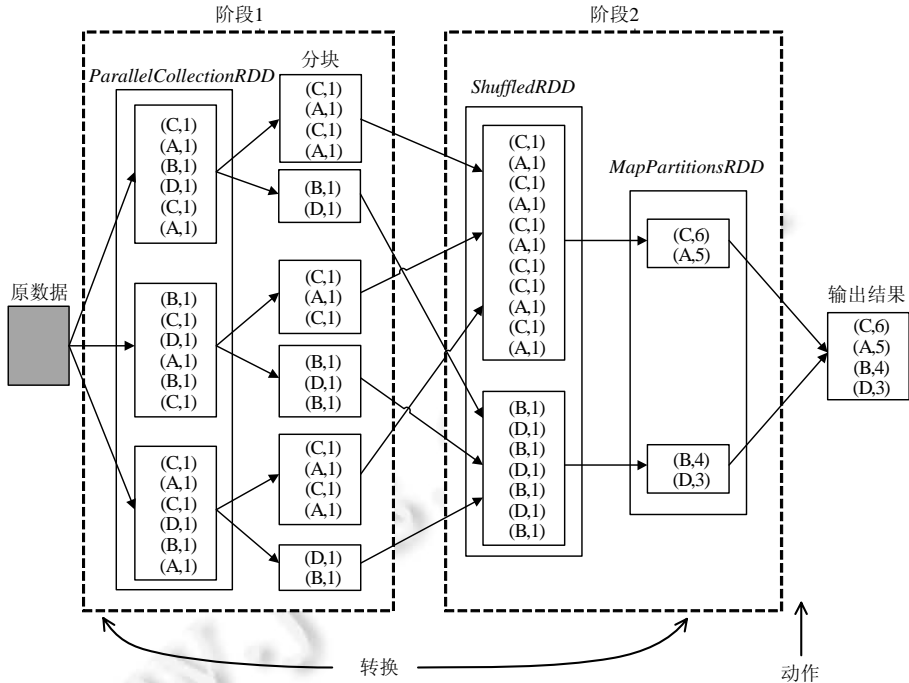 阶段1
阶段2
ParallelCollectionRDD
分块
ShuffledRDD
MapPartitionsRDD
原数据
输出结果
(C,1)
(A,1)
(B,1)
(D,1)
(C,1)
(A,1)
(B,1)
(C,1)
(D,1)
(A,1)
(B,1)
(C,1)
(C,1)
(A,1)
(C,1)
(D,1)
(B,1)
(A,1)
(C,1)
(A,1)
(C,1)
(A,1)
(B,1)
(D,1)
(C,1)
(A,1)
(C,1)
(B,1)
(D,1)
(B,1)
(C,1)
(A,1)
(C,1)
(A,1)
(D,1)
(B,1)
(C,1)
(A,1)
(C,1)
(A,1)
(C,1)
(A,1)
(C,1)
(C,1)
(A,1)
(C,1)
(A,1)
(B,1)
(D,1)
(B,1)
(D,1)
(B,1)
(D,1)
(B,1)
(C,6)
(A,5)
(B,4)
(D,3)
(C,6)
(A,5)
(B,4)
(D,3)
转换
动作